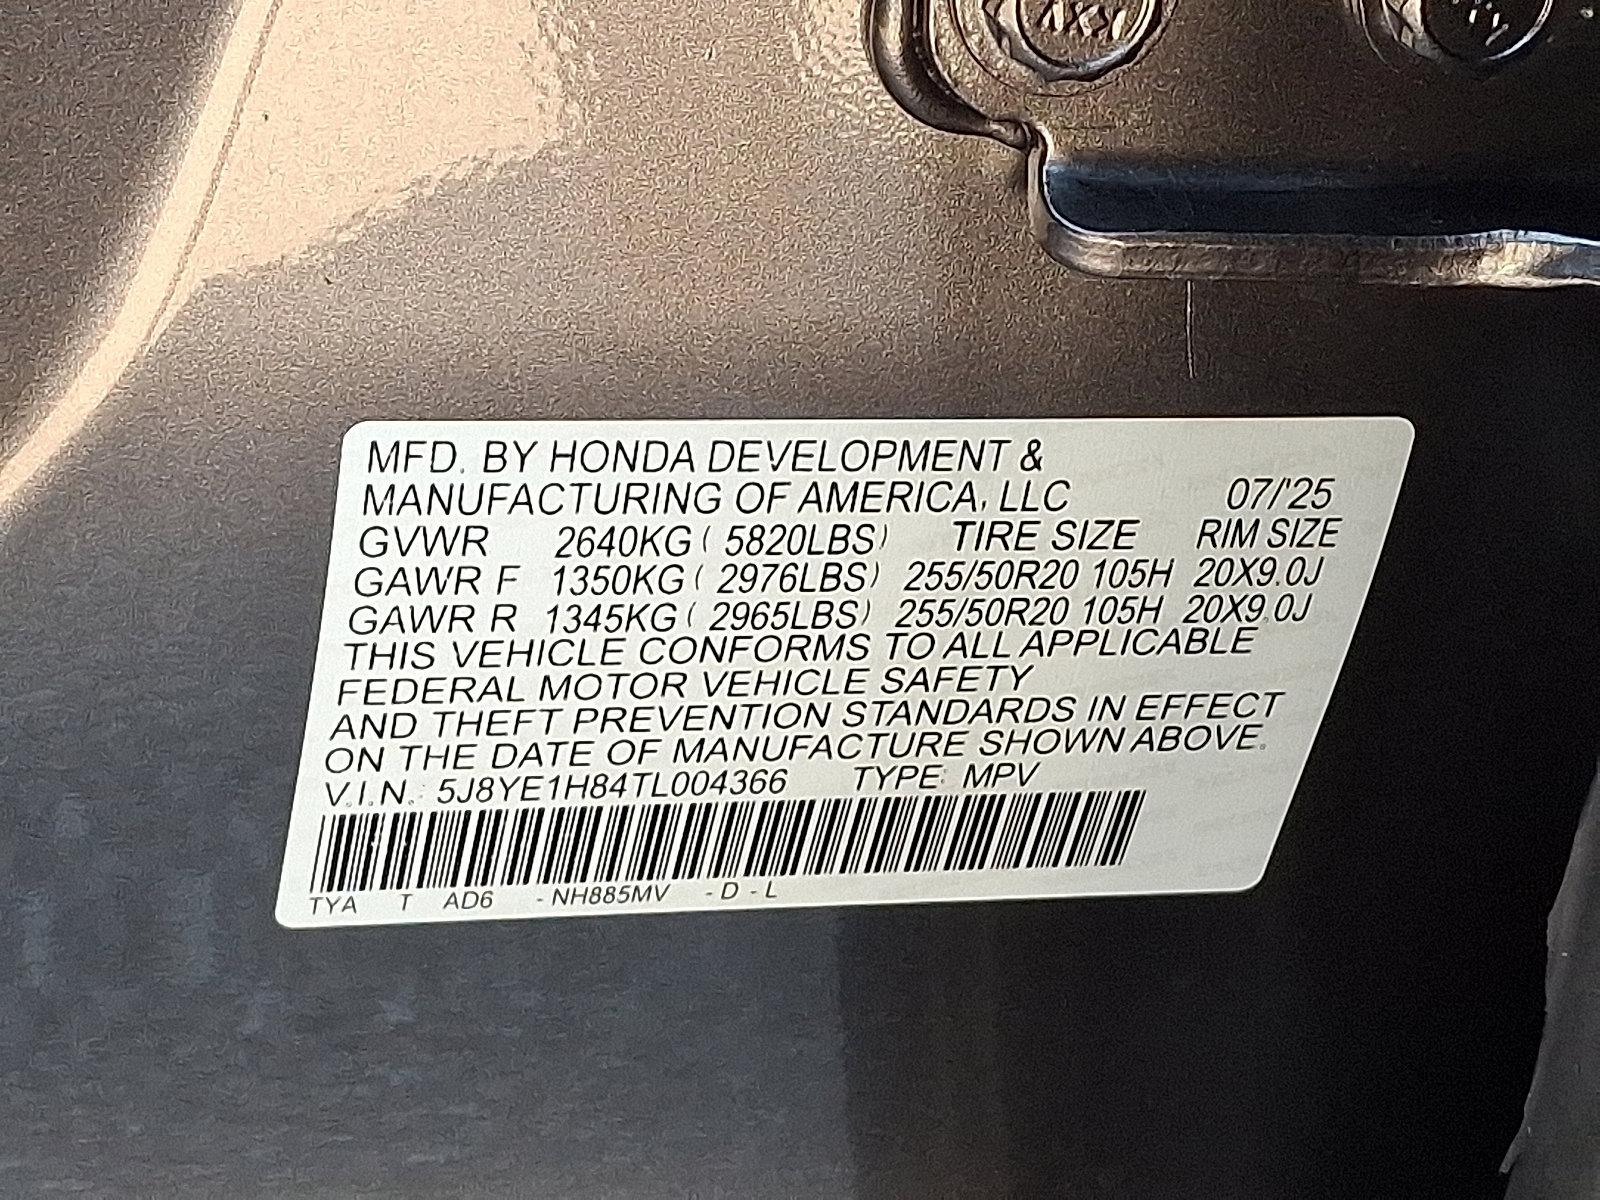 MFD. BY HONDA DEVELOPMENT &
MANUFACTURING OF AMERICA, LLC 07/'25
GVWR 2640KG ( 5820LBS) TIRE SIZE RIM SIZE
GAWR F 1350KG ( 2976LBS) 255/50R20 105H 20X9.0J
GAWR R 1345KG ( 2965LBS) 255/50R20 105H 20X9.0J
THIS VEHICLE CONFORMS TO ALL APPLICABLE
FEDERAL MOTOR VEHICLE SAFETY
AND THEFT PREVENTION STANDARDS IN EFFECT
ON THE DATE OF MANUFACTURE SHOWN ABOVE.
V.I.N.: 5J8YE1H84TL004366 TYPE: MPV
TYA T AD6 - NH885MV - D - L